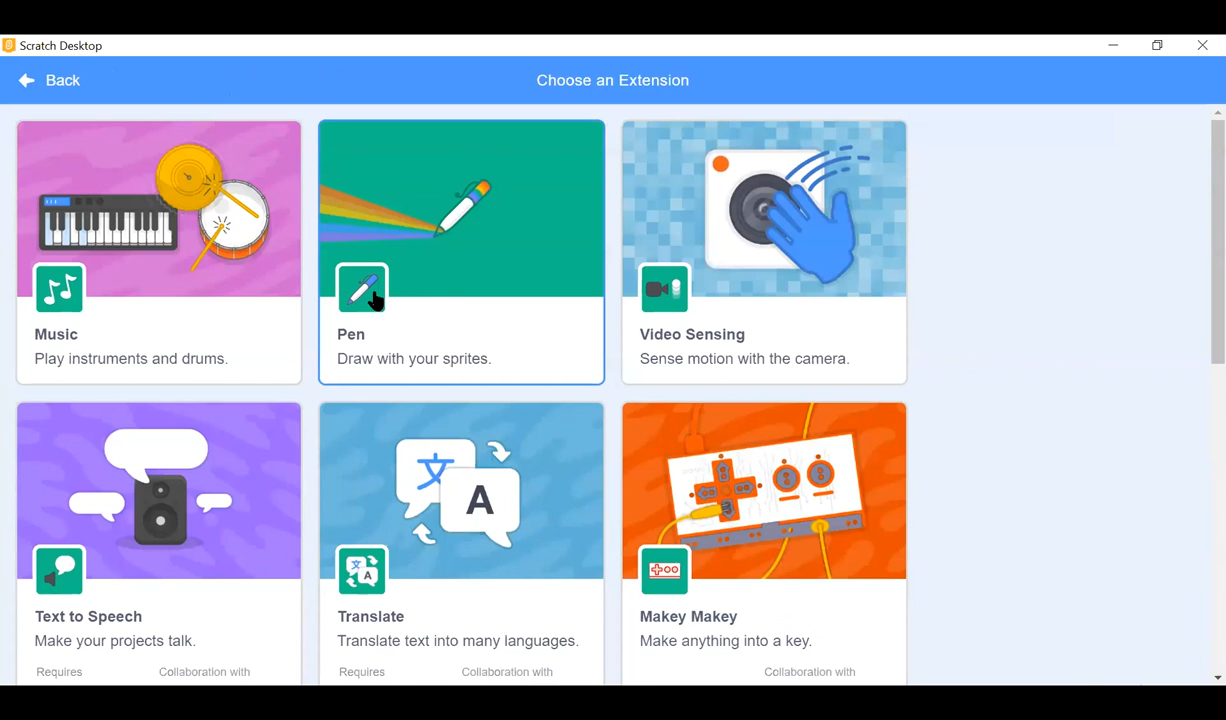 Scratch Desktop
Back
Choose an Extension
Music
Play instruments and drums.
Pen
Draw with your sprites.
Video Sensing
Sense motion with the camera.
文 A
文 A
Text to Speech
Make your projects talk.
Requires Collaboration with
Translate
Translate text into many languages.
Requires Collaboration with
Makey Makey
Make anything into a key.
Collaboration with